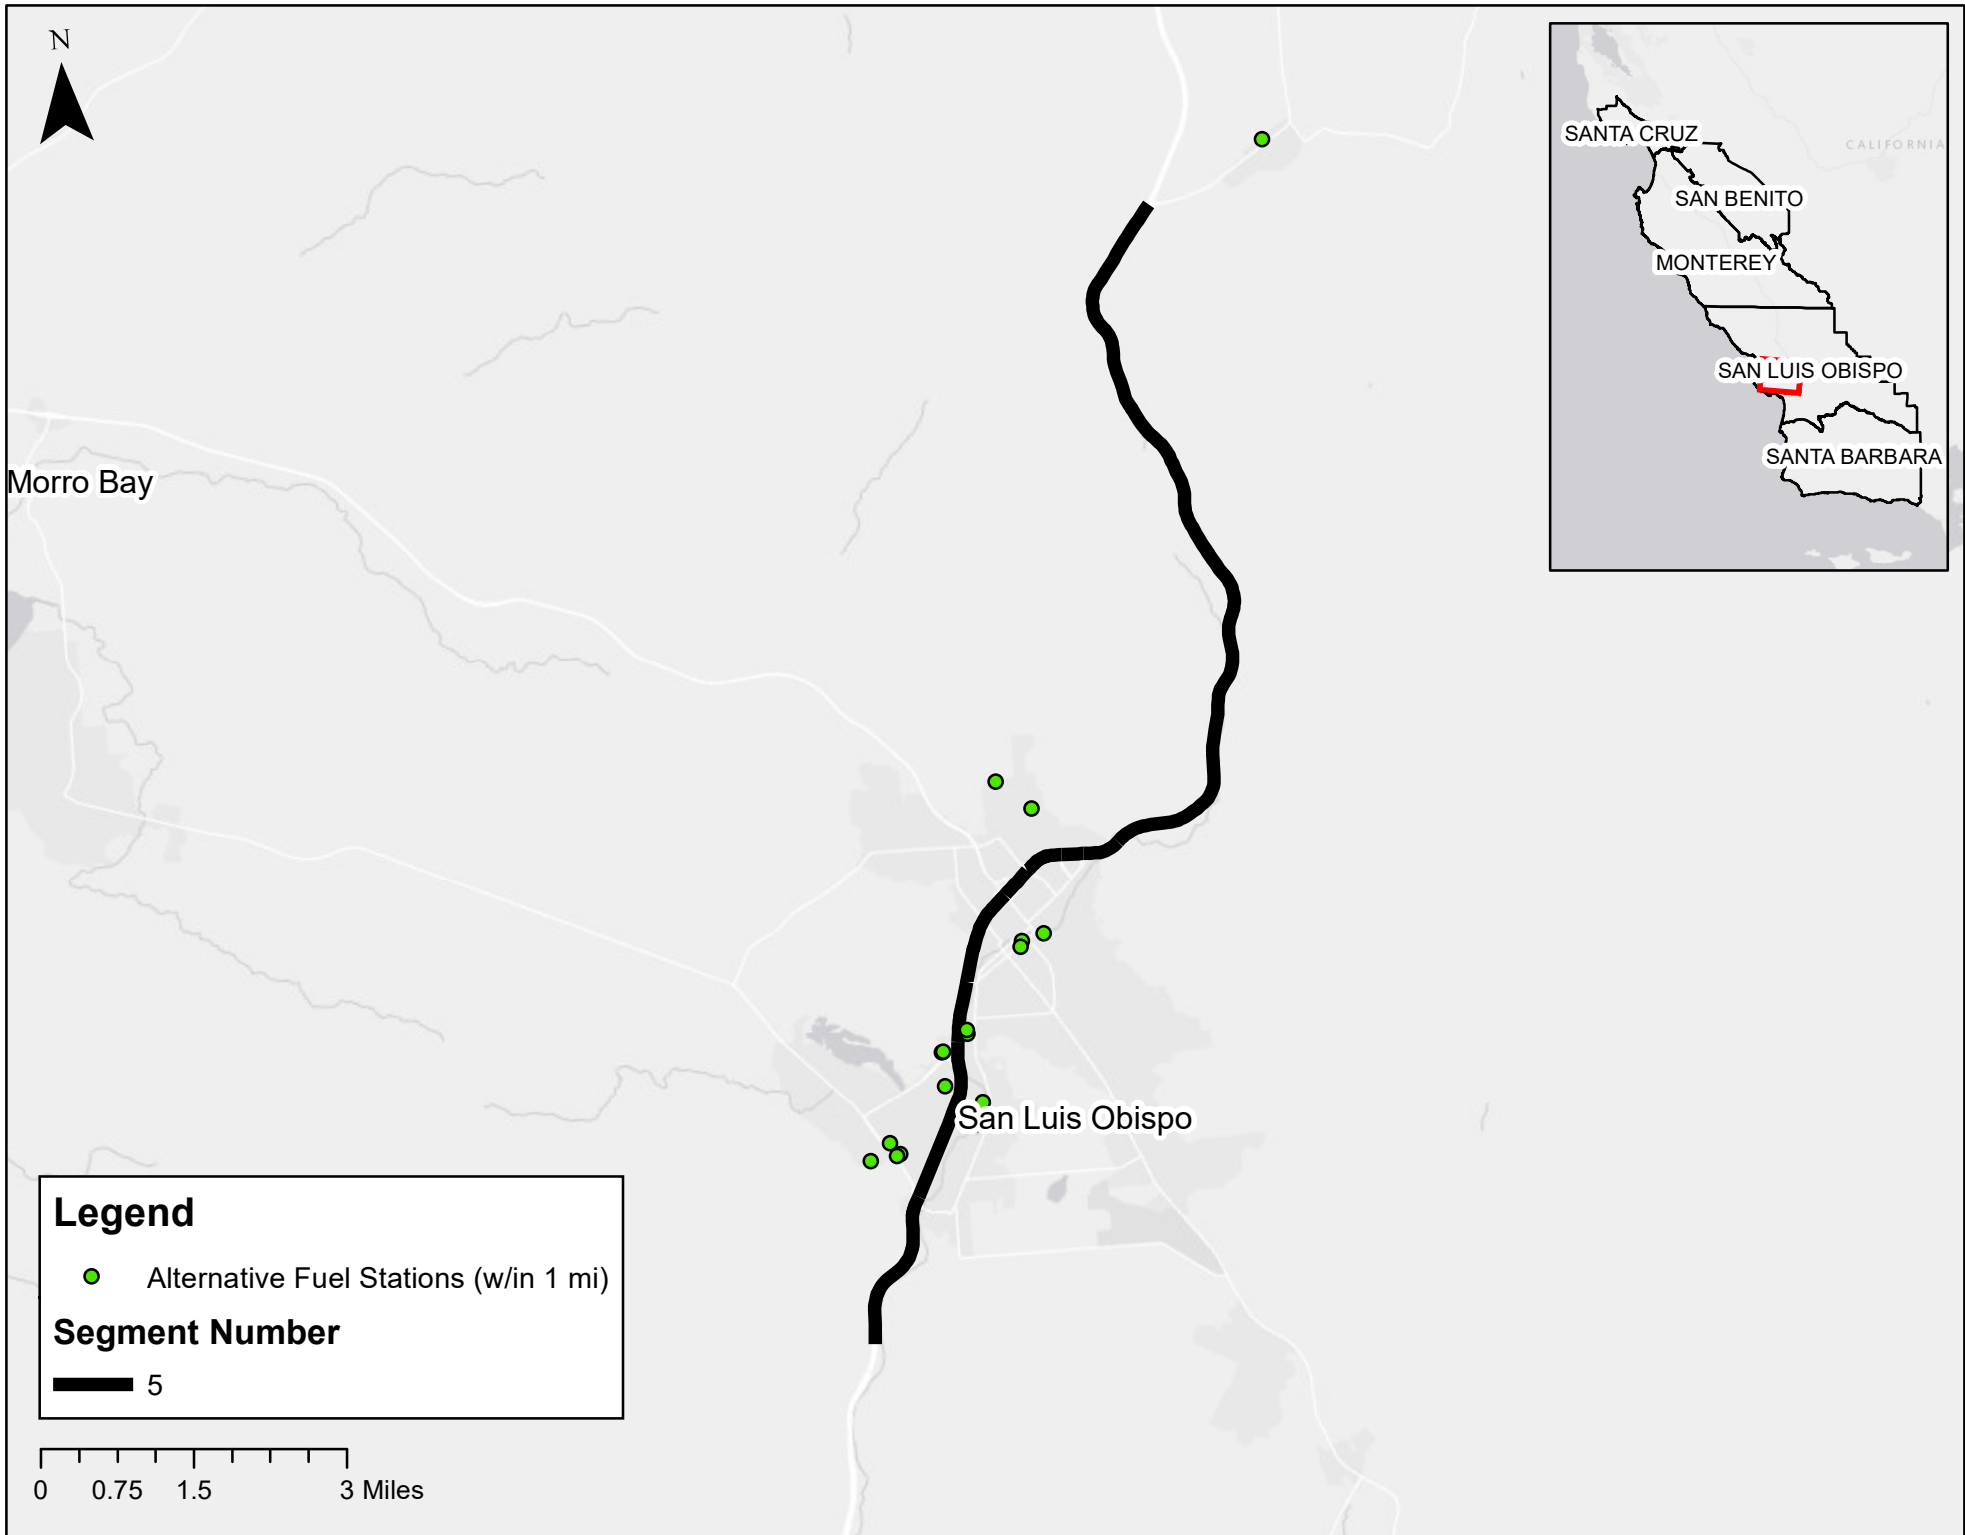 N
SANTA CRUZ
CALIFORNIA
SAN BENITO
MONTEREY
SAN LUIS OBISPO
SANTA BARBARA
Morro Bay
San Luis Obispo
Legend
Alternative Fuel Stations (w/in 1 mi)
Segment Number
5
0 0.75 1.5 3 Miles